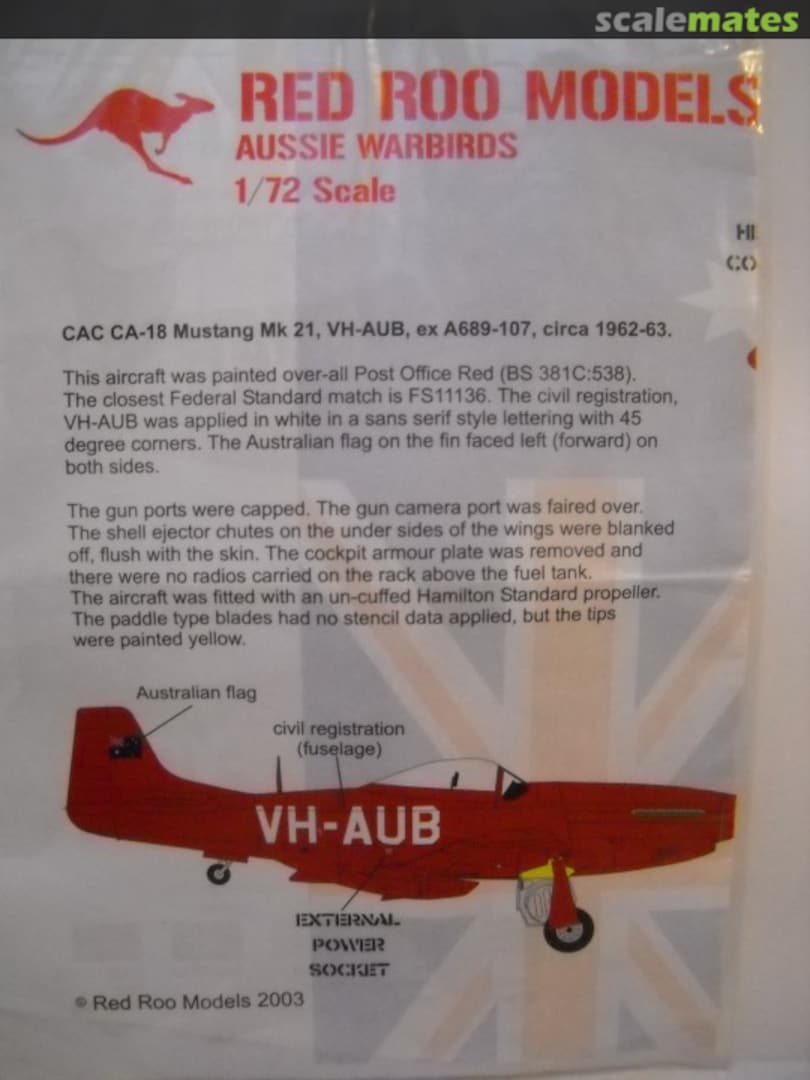 scalemates
RED ROO MODELS
AUSSIE WARBIRDS
1/72 Scale
HE
CO
CAC CA-18 Mustang Mk 21, VH-AUB, ex A689-107, circa 1962-63.
This aircraft was painted over-all Post Office Red (BS 381C:538).
The closest Federal Standard match is FS11136. The civil registration,
VH-AUB was applied in white in a sans serif style lettering with 45
degree corners. The Australian flag on the fin faced left (forward) on
both sides.
The gun ports were capped. The gun camera port was faired over.
The shell ejector chutes on the under sides of the wings were blanked
off, flush with the skin. The cockpit armour plate was removed and
there were no radios carried on the rack above the fuel tank.
The aircraft was fitted with an un-cuffed Hamilton Standard propeller.
The paddle type blades had no stencil data applied, but the tips
were painted yellow.
Australian flag
civil registration
(fuselage)
VH-AUB
EXTERNAL
POWER
SOCKET
© Red Roo Models 2003